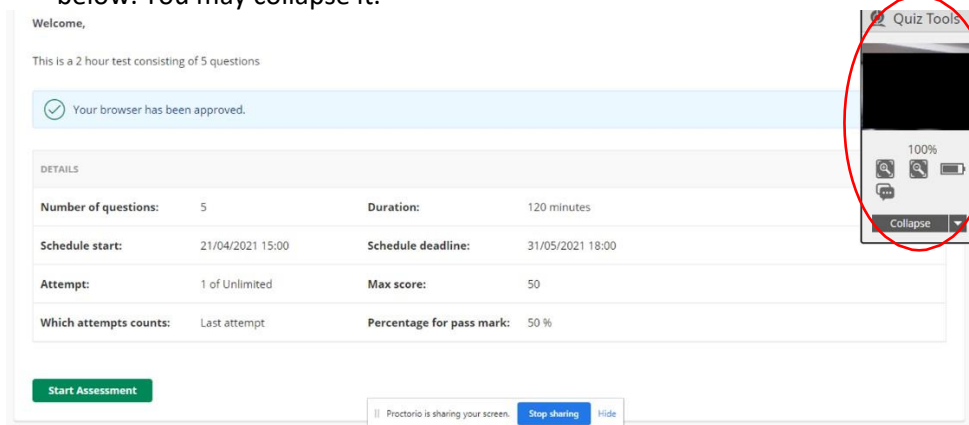 below. You may collapse it.
Welcome,
Quiz Tools
This is a 2 hour test consisting of 5 questions
Your browser has been approved.
100%
DETAILS
Number of questions: 5 Duration: 120 minutes
Collapse
Schedule start: 21/04/2021 15:00 Schedule deadline: 31/05/2021 18:00
Attempt: 1 of Unlimited Max score: 50
Which attempts counts: Last attempt Percentage for pass mark: 50 %
Start Assessment
Proctorio is sharing your screen. Stop sharing Hide